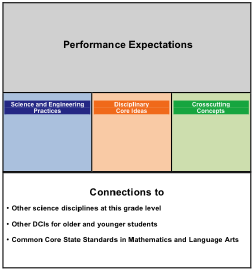 Performance Expectations
Science and Engineering
Practices
Disciplinary
Core Ideas
Crosscutting
Concepts
Connections to
• Other science disciplines at this grade level
• Other DCIs for older and younger students
• Common Core State Standards in Mathematics and Language Arts